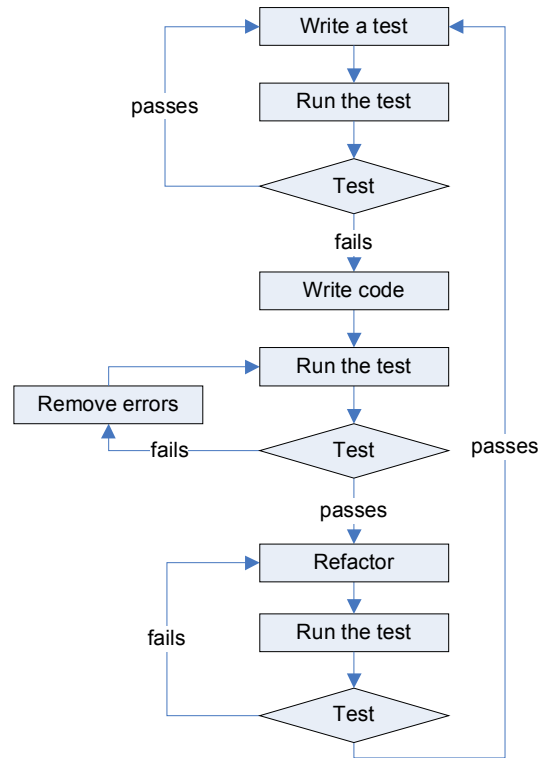 Write a test
Run the test
passes
Test
fails
Write code
Run the test
Remove errors
fails
Test
passes
passes
Refactor
Run the test
fails
Test